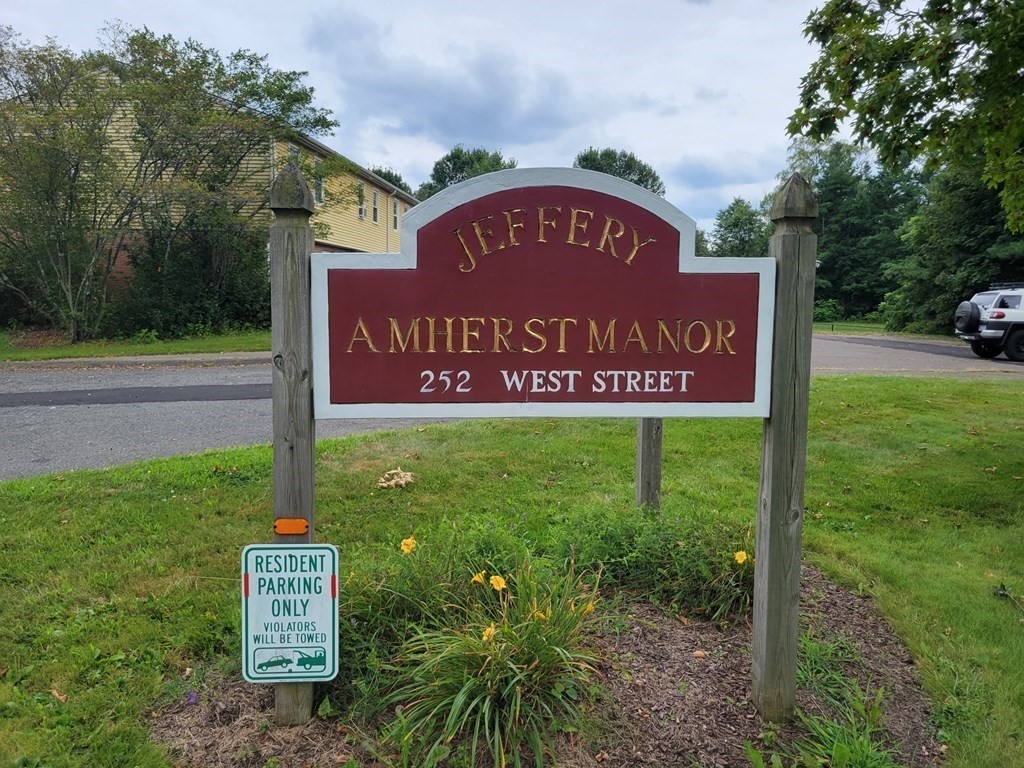 JEFFERY
AMHERST MANOR
252 WEST STREET
RESIDENT
PARKING
ONLY
VIOLATORS
WILL BE TOWED